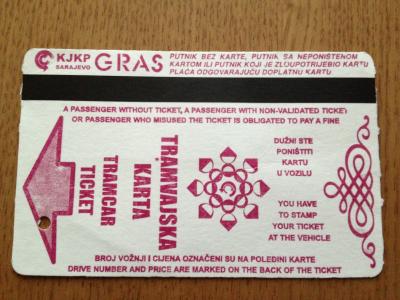 KJKP
SARAJEVO
GRAS
PUTNIK BEZ KARTE, PUTNIK SA NEPONIŠTENOM
KARTOM ILI PUTNIK KOJI JE ZLOUPOTRIJEBIO KARTU
PLAĆA ODGOVARAJUĆU DOPLATNU KARTU
A PASSENGER WITHOUT TICKET, A PASSENGER WITH NON-VALIDATED TICKET
OR PASSENGER WHO MISUSED THE TICKET IS OBLIGATED TO PAY A FINE
TRAMVAJSKA
KARTA
TRAMCAR
TICKET
DUŽNI STE
PONIŠTITI
KARTU
U VOZILU
YOU HAVE
TO STAMP
YOUR TICKET
AT THE VEHICLE
BROJ VOŽNJI I CIJENA OZNAČENI SU NA POLEĐINI KARTE
DRIVE NUMBER AND PRICE ARE MARKED ON THE BACK OF THE TICKET